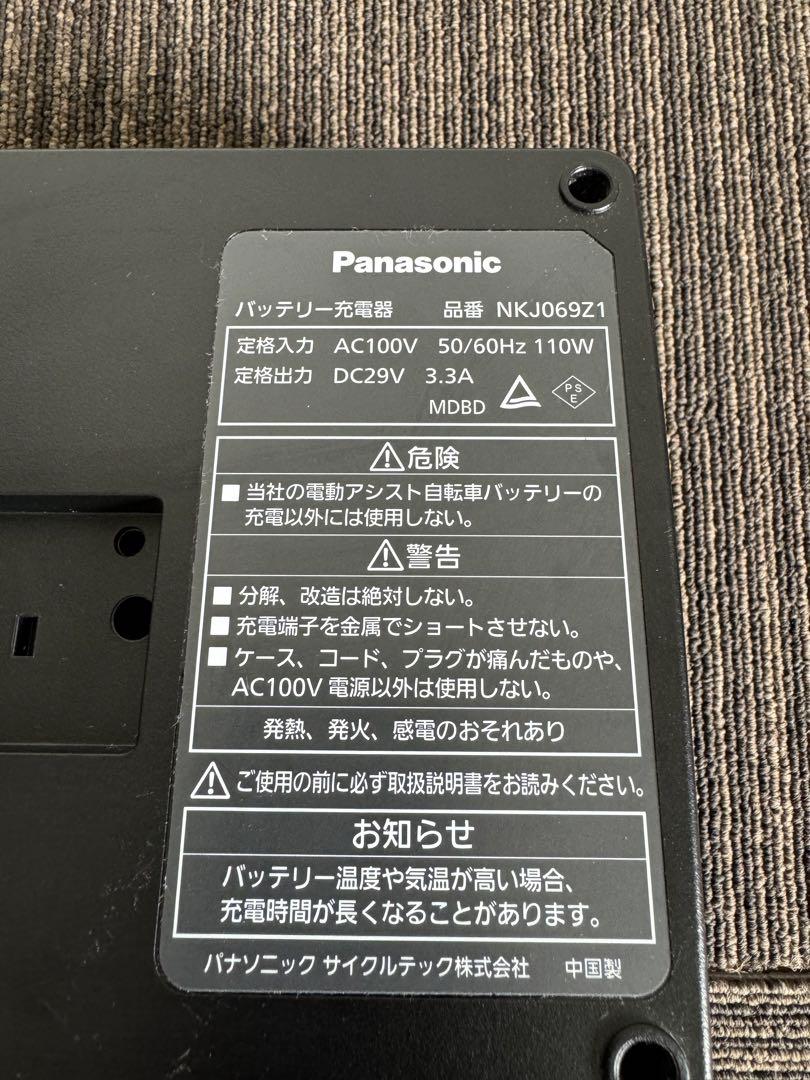 Panasonic
バッテリー充電器 品番 NKJ069Z1
定格入力 AC100V 50/60Hz 110W
定格出力 DC29V 3.3A
MDBD
PS
E
⚠危険
■ 当社の電動アシスト自転車バッテリーの
充電以外には使用しない。
⚠警告
■ 分解、改造は絶対しない。
■ 充電端子を金属でショートさせない。
■ ケース、コード、プラグが痛んだものや、
AC100V 電源以外は使用しない。
発熱、発火、感電のおそれあり
⚠ ご使用の前に必ず取扱説明書をお読みください。
お知らせ
バッテリー温度や気温が高い場合、
充電時間が長くなることがあります。
パナソニック サイクルテック株式会社 中国製